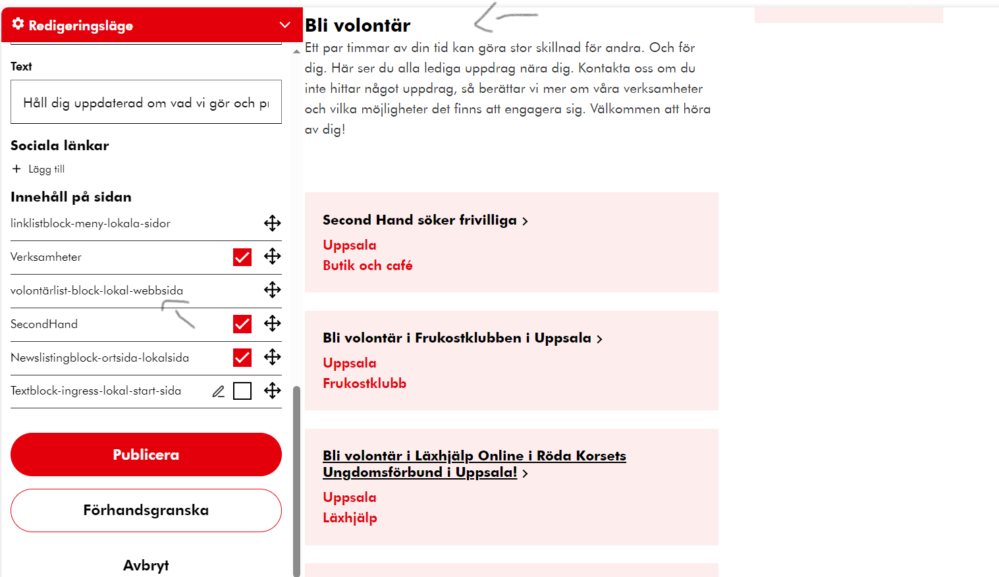 Redigeringsläge
Text
Håll dig uppdaterad om vad vi gör och
Sociala länkar
+ Lägg till
Innehåll på sidan
linklistblock-meny-lokala-sidor
Verksamheter
volontärlist-block-lokal-webbsida
SecondHand
Newslistingblock-ortsida-lokalsida
Textblock-ingress-lokal-start-sida
Publicera
Förhandsgranska
Avbryt
Bli volontär
Ett par timmar av din tid kan göra stor skillnad för andra. Och för
dig. Här ser du alla lediga uppdrag nära dig. Kontakta oss om du
inte hittar något uppdrag, så berättar vi mer om våra verksamheter
och vilka möjligheter det finns att engagera sig. Välkommen att höra
av dig!
Second Hand söker frivilliga >
Uppsala
Butik och café
Bli volontär i Frukostklubben i Uppsala >
Uppsala
Frukostklubb
Bli volontär i Läxhjälp Online i Röda Korsets
Ungdomsförbund i Uppsala! >
Uppsala
Läxhjälp